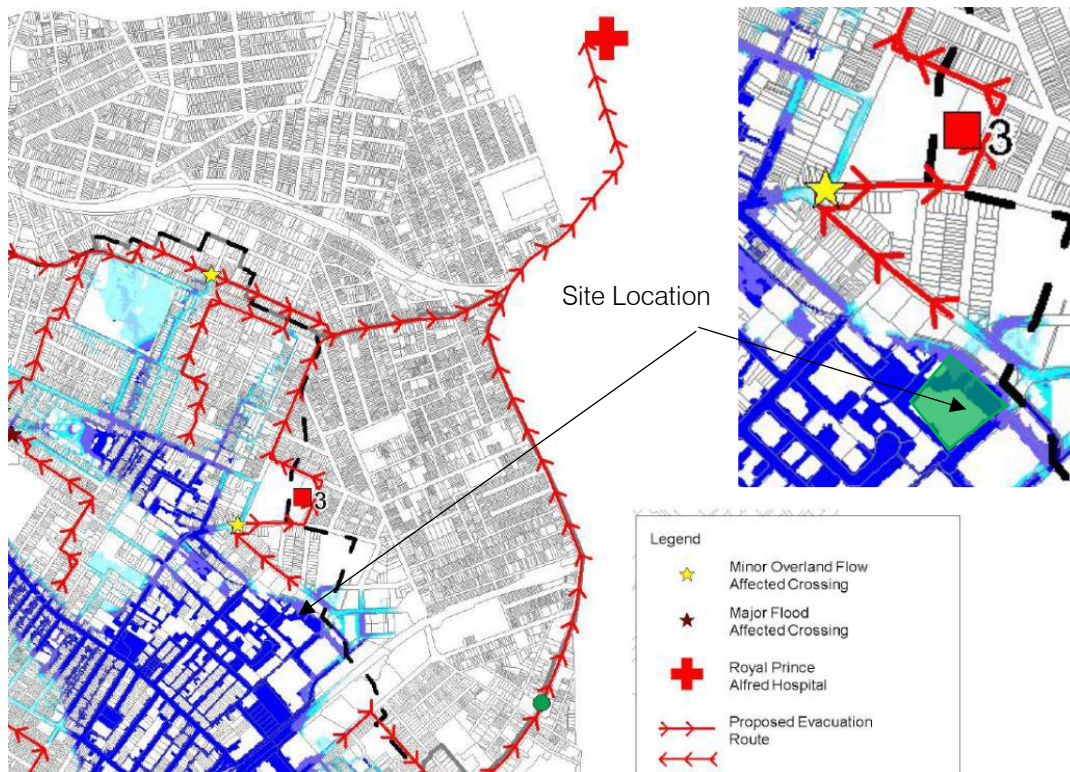 3
Site Location
3
Legend
Minor Overland Flow
Affected Crossing
Major Flood
Affected Crossing
Royal Prince
Alfred Hospital
Proposed Evacuation
Route